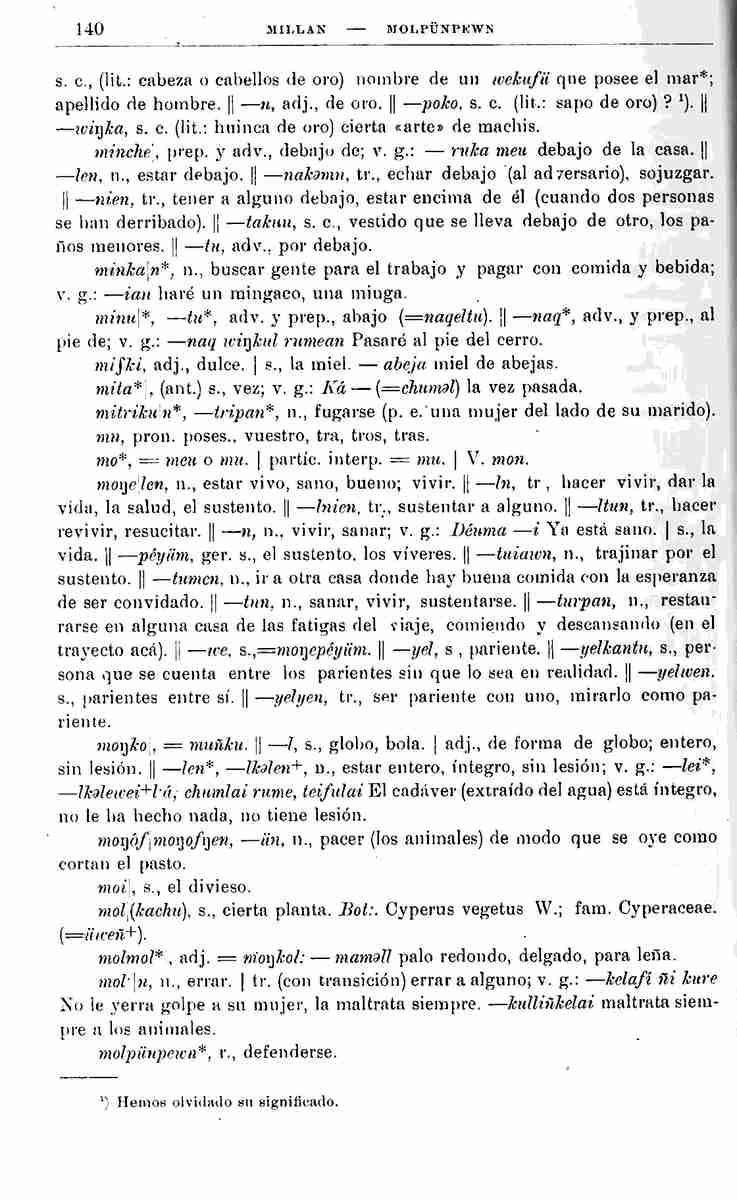 140 MILLAN — MOLPÜNPEWN
s. c., (lit.: cabeza o cabellos de oro) nombre de un wekufü que posee el mar*;
apellido de hombre. || —n, adj., de oro. || —poko, s. c. (lit.: sapo de oro) ? ¹). ||
—wiŋka, s. c. (lit.: huinca de oro) cierta «arte» de machis.
minche|, prep. y adv., debajo de; v. g.: — ruka meu debajo de la casa. ||
—len, n., estar debajo. || —nakəmn, tr., echar debajo (al adversario), sojuzgar.
|| —nien, tr., tener a alguno debajo, estar encima de él (cuando dos personas
se han derribado). || —takun, s. c., vestido que se lleva debajo de otro, los pa-
ños menores. || —tu, adv., por debajo.
minka|n*, n., buscar gente para el trabajo y pagar con comida y bebida;
v. g.: —ian haré un mingaco, una minga.
minu|*, —tu*, adv. y prep., abajo (=naqeltu). || —naq*, adv., y prep., al
pie de; v. g.: —naq wiŋkul rumean Pasaré al pie del cerro.
mifki, adj., dulce. | s., la miel. — abeja miel de abejas.
mita*|, (ant.) s., vez; v. g.: Ká — (=chuməl) la vez pasada.
mitriku|n*, —tripan*, n., fugarse (p. e. una mujer del lado de su marido).
mn, pron. poses., vuestro, tra, tros, tras.
mo*, = meu o mu. | partíc. interp. = mu. | V. mon.
moŋe|len, n., estar vivo, sano, bueno; vivir. || —ln, tr , hacer vivir, dar la
vida, la salud, el sustento. || —lnien, tr., sustentar a alguno. || —ltun, tr., hacer
revivir, resucitar. || —n, n., vivir, sanar; v. g.: Déuma —i Ya está sano. | s., la
vida. || —péyüm, ger. s., el sustento, los víveres. || —tuiawn, n., trajinar por el
sustento. || —tumen, n., ir a otra casa donde hay buena comida con la esperanza
de ser convidado. || —tun, n., sanar, vivir, sustentarse. || —turpan, n., restau-
rarse en alguna casa de las fatigas del viaje, comiendo y descansando (en el
trayecto acá). || —we, s.,=moŋepéyüm. || —yel, s , pariente. || —yelkantu, s., per-
sona que se cuenta entre los parientes sin que lo sea en realidad. || —yelwen.
s., parientes entre sí. || —yelyen, tr., ser pariente con uno, mirarlo como pa-
riente.
moŋko|, = muñku. || —l, s., globo, bola. | adj., de forma de globo; entero,
sin lesión. || —len*, —lkəlen+, n., estar entero, íntegro, sin lesión; v. g.: —lei*,
—lkəlewei+l·á, chumlai rume, teifulai El cadáver (extraído del agua) está íntegro,
no le ha hecho nada, no tiene lesión.
moŋóf|moŋofŋen, —ün, n., pacer (los animales) de modo que se oye como
cortan el pasto.
moi|, s., el divieso.
mol|(kachu), s., cierta planta. Bot:. Cyperus vegetus W.; fam. Cyperaceae.
(=üweñ+).
molmol* , adj. = moŋkol: — maməll palo redondo, delgado, para leña.
mol·|n, n., errar. | tr. (con transición) errar a alguno; v. g.: —kelafi ñi kure
No le yerra golpe a su mujer, la maltrata siempre. —kulliñkelai maltrata siem-
pre a los animales.
molpünpewn*, r., defenderse.
¹) Hemos olvidado su significado.